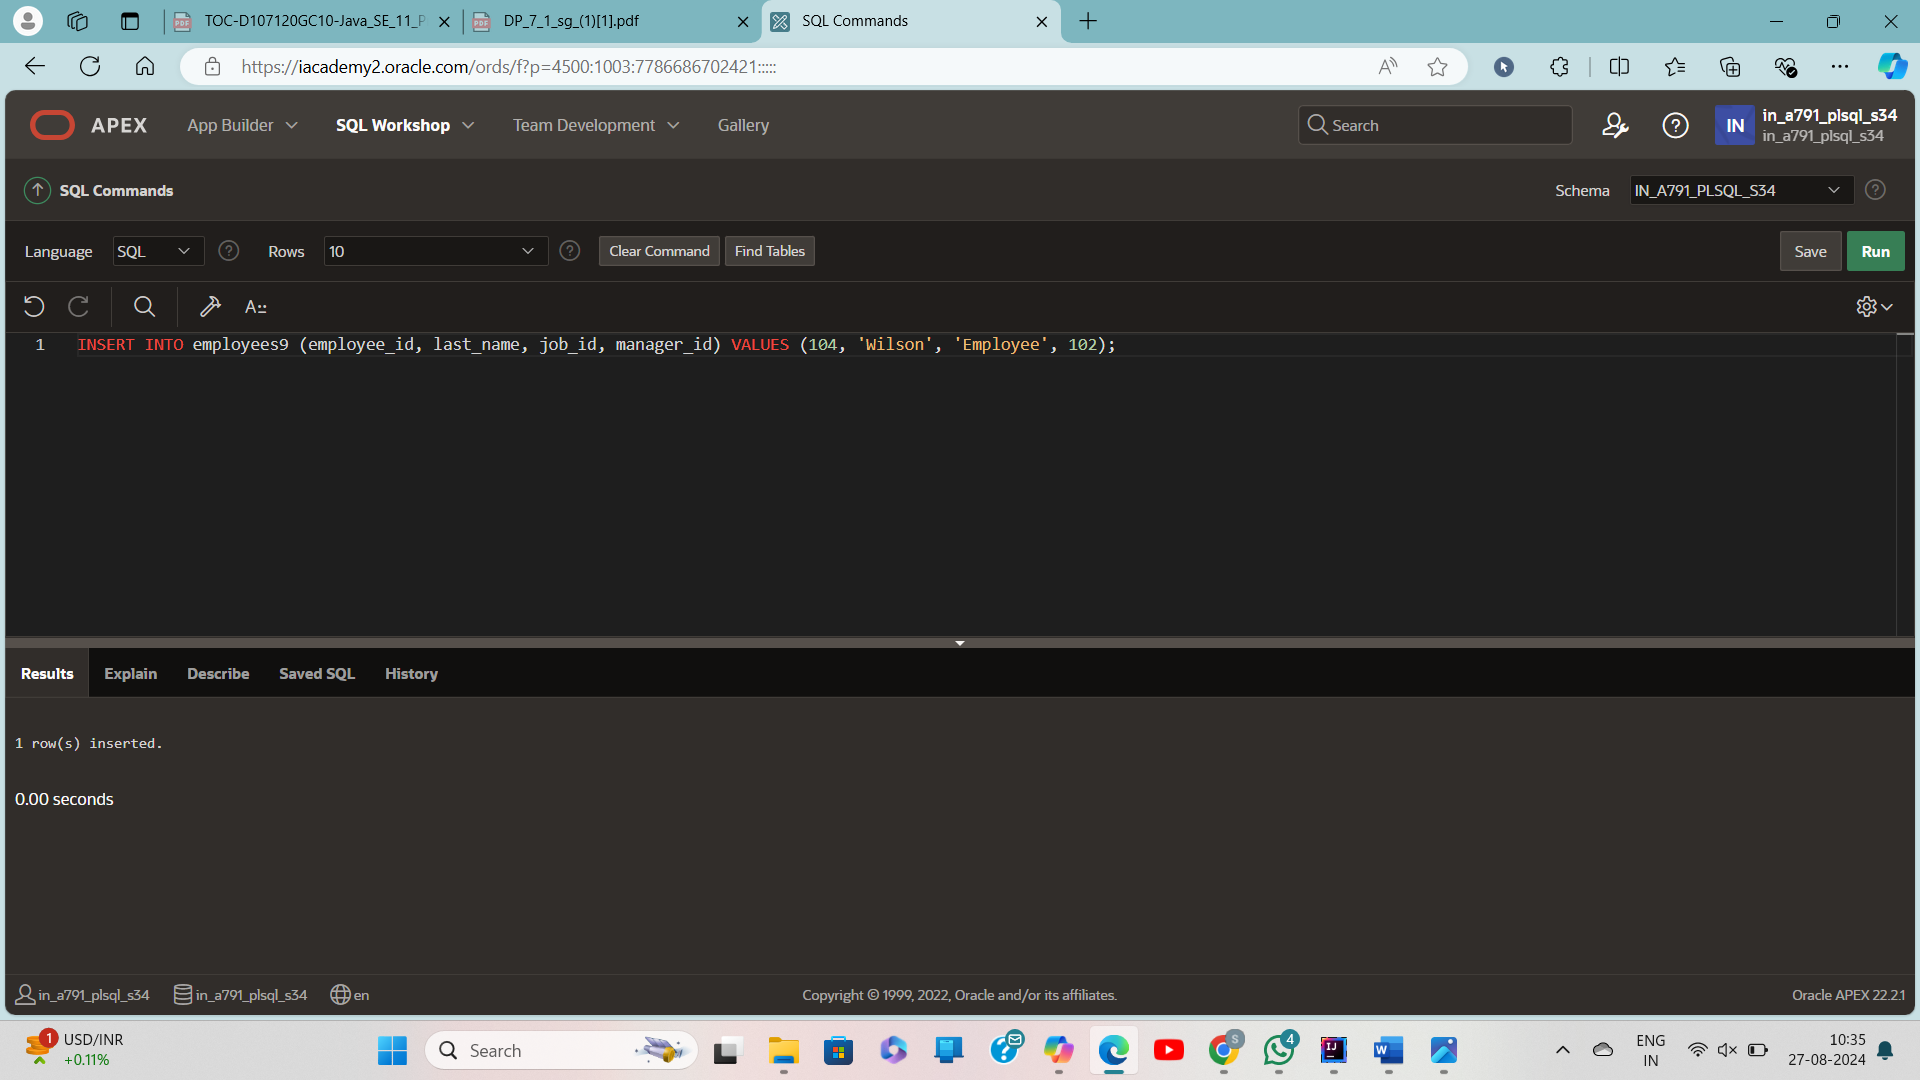 TOC-D107120GC10-Java_SE_11_P
DP_7_1_sg_(1)[1].pdf
SQL Commands
https://iacademy2.oracle.com/ords/f?p=4500:1003:7786686702421:::::
APEX
App Builder
SQL Workshop
Team Development
Gallery
Search
IN
in_a791_plsql_s34
in_a791_plsql_s34
SQL Commands
Schema
IN_A791_PLSQL_S34
Language
SQL
Rows
10
Clear Command
Find Tables
Save
Run
1 INSERT INTO employees9 (employee_id, last_name, job_id, manager_id) VALUES (104, 'Wilson', 'Employee', 102);
Results
Explain
Describe
Saved SQL
History
1 row(s) inserted.
0.00 seconds
in_a791_plsql_s34
in_a791_plsql_s34
en
Copyright © 1999, 2022, Oracle and/or its affiliates.
Oracle APEX 22.2.1
1
USD/INR
+0.11%
Search
S
4
IJ
W
ENG
IN
10:35
27-08-2024